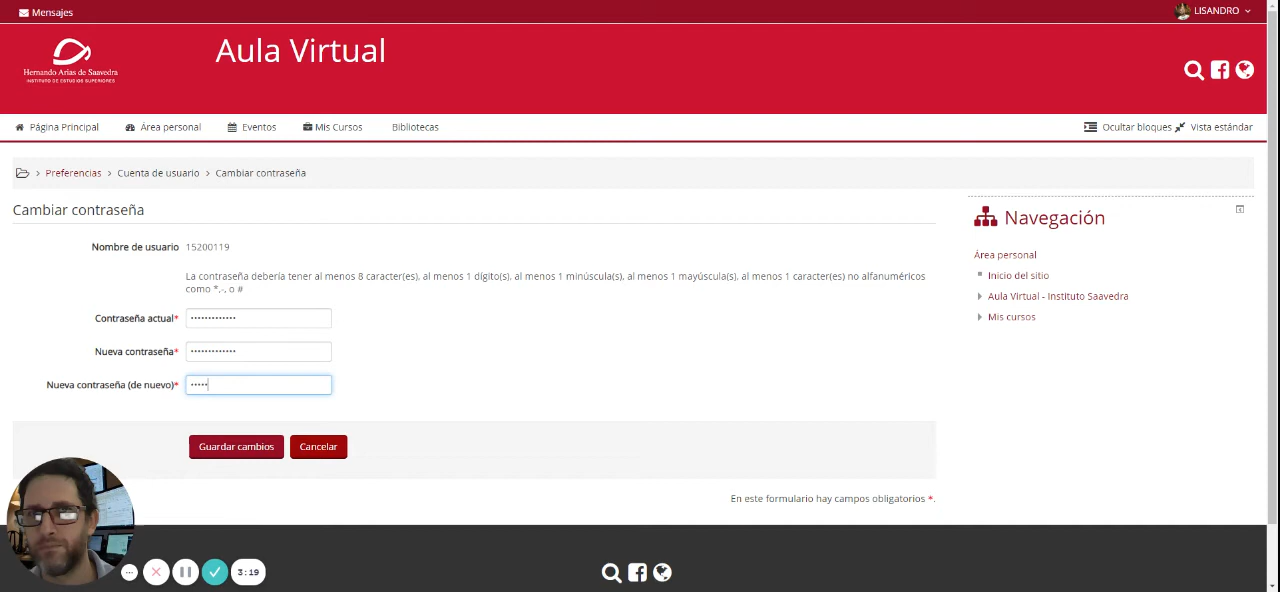 Mensajes
LISANDRO
Aula Virtual
Hernando Arias de Saavedra
INSTITUTO DE ESTUDIOS SUPERIORES
Página Principal
Área personal
Eventos
Mis Cursos
Bibliotecas
Ocultar bloques
Vista estándar
Preferencias > Cuenta de usuario > Cambiar contraseña
Cambiar contraseña
Navegación
Nombre de usuario 15200119
Área personal
La contraseña debería tener al menos 8 caracter(es), al menos 1 dígito(s), al menos 1 minúscula(s), al menos 1 mayúscula(s), al menos 1 caracter(es) no alfanuméricos
como *,-, o #
Inicio del sitio
Aula Virtual - Instituto Saavedra
Mis cursos
Contraseña actual* •••••••••••••
Nueva contraseña* •••••••••••••
Nueva contraseña (de nuevo)* •••••
Guardar cambios
Cancelar
En este formulario hay campos obligatorios *.
3:19